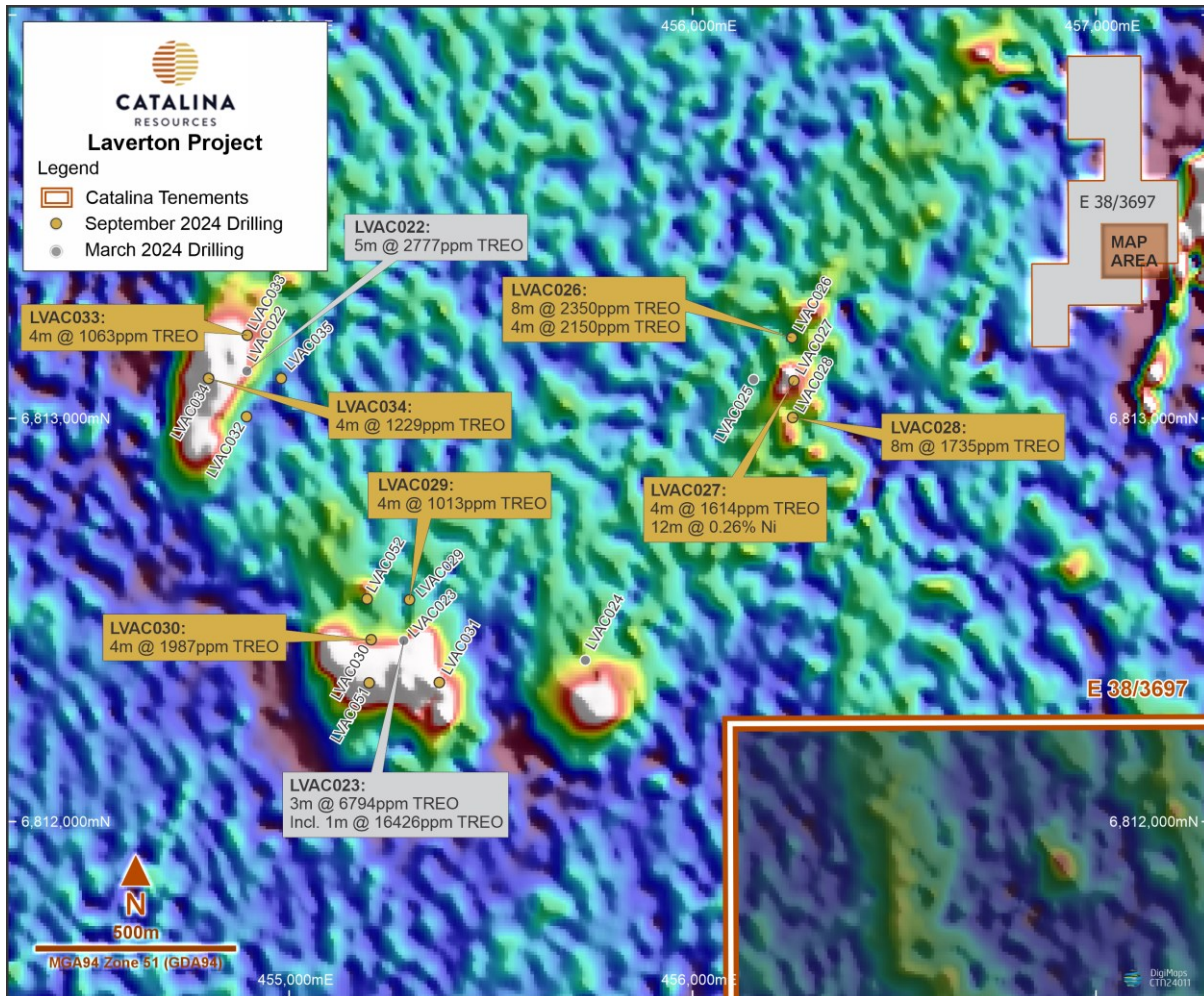 456,000mE
457,000mE
CATALINA
RESOURCES
Laverton Project
Legend
Catalina Tenements
September 2024 Drilling
March 2024 Drilling
E 38/3697
MAP
AREA
LVAC022:
5m @ 2777ppm TREO
LVAC026:
8m @ 2350ppm TREO
4m @ 2150ppm TREO
LVAC033:
4m @ 1063ppm TREO
LVAC033
LVAC022
LVAC035
LVAC034
LVAC032
LVAC026
LVAC027
LVAC028
LVAC025
LVAC034:
4m @ 1229ppm TREO
6,813,000mN
6,813,000mN
LVAC028:
8m @ 1735ppm TREO
LVAC029:
4m @ 1013ppm TREO
LVAC027:
4m @ 1614ppm TREO
12m @ 0.26% Ni
LVAC052
LVAC029
LVAC023
LVAC030:
4m @ 1987ppm TREO
LVAC030
LVAC031
LVAC051
LVAC024
E 38/3697
LVAC023:
3m @ 6794ppm TREO
Incl. 1m @ 16426ppm TREO
6,812,000mN
6,812,000mN
N
500m
MGA94 Zone 51 (GDA94)
455,000mE
456,000mE
DigiMaps
CTN24011